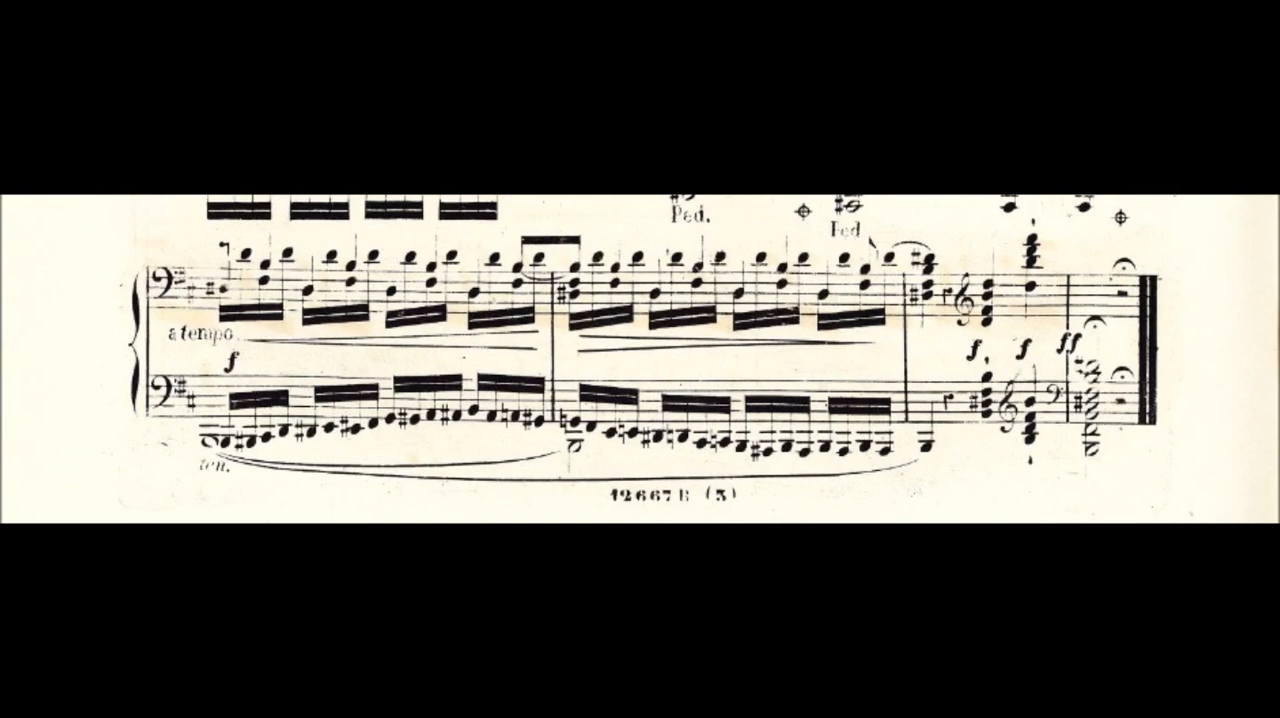 Ped.
Ped
a tempo
f
f f ff
ten.
12667 R (3)